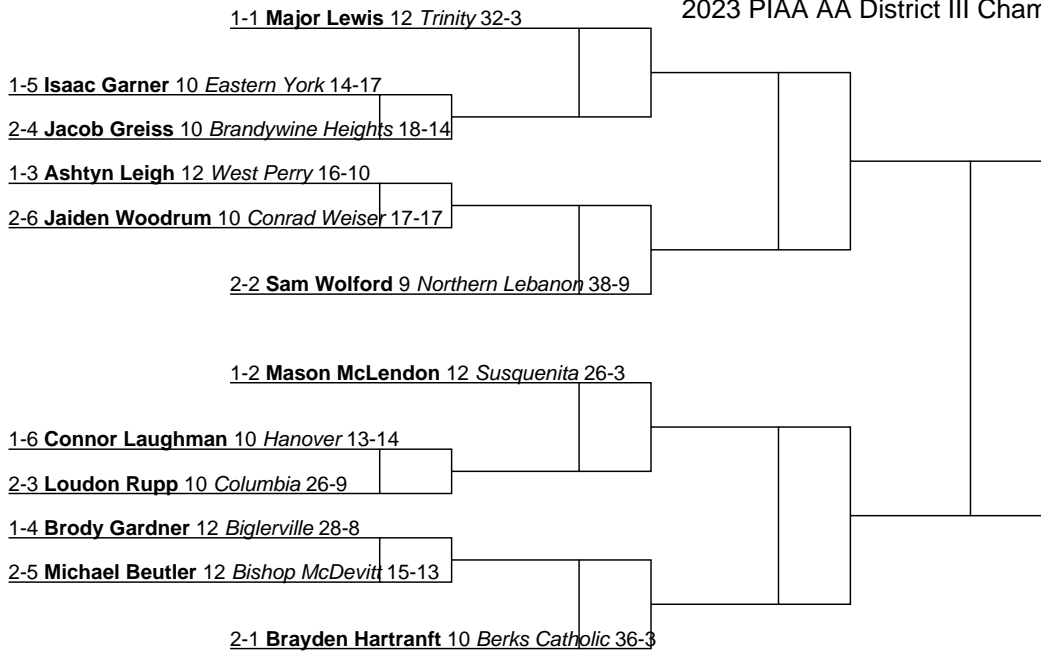 2023 PIAA AA District III Cham
1-1 Major Lewis 12 Trinity 32-3
1-5 Isaac Garner 10 Eastern York 14-17
2-4 Jacob Greiss 10 Brandywine Heights 18-14
1-3 Ashtyn Leigh 12 West Perry 16-10
2-6 Jaiden Woodrum 10 Conrad Weiser 17-17
2-2 Sam Wolford 9 Northern Lebanon 38-9
1-2 Mason McLendon 12 Susquenita 26-3
1-6 Connor Laughman 10 Hanover 13-14
2-3 Loudon Rupp 10 Columbia 26-9
1-4 Brody Gardner 12 Biglerville 28-8
2-5 Michael Beutler 12 Bishop McDevitt 15-13
2-1 Brayden Hartranft 10 Berks Catholic 36-3